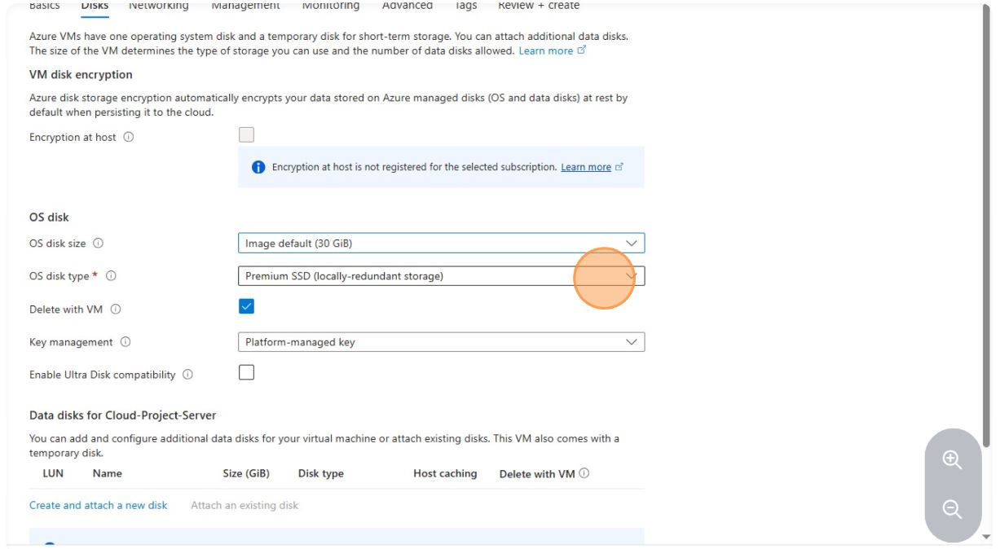 Basics Disks Networking Management Monitoring Advanced Tags Review + create
Azure VMs have one operating system disk and a temporary disk for short-term storage. You can attach additional data disks.
The size of the VM determines the type of storage you can use and the number of data disks allowed. Learn more
VM disk encryption
Azure disk storage encryption automatically encrypts your data stored on Azure managed disks (OS and data disks) at rest by
default when persisting it to the cloud.
Encryption at host
Encryption at host is not registered for the selected subscription. Learn more
OS disk
OS disk size Image default (30 GiB)
OS disk type * Premium SSD (locally-redundant storage)
Delete with VM
Key management Platform-managed key
Enable Ultra Disk compatibility
Data disks for Cloud-Project-Server
You can add and configure additional data disks for your virtual machine or attach existing disks. This VM also comes with a
temporary disk.
LUN Name Size (GiB) Disk type Host caching Delete with VM
Create and attach a new disk Attach an existing disk